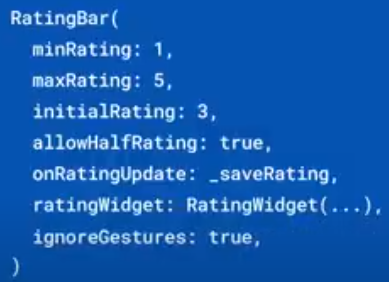 RatingBar(
  minRating: 1,
  maxRating: 5,
  initialRating: 3,
  allowHalfRating: true,
  onRatingUpdate: _saveRating,
  ratingWidget: RatingWidget(...),
  ignoreGestures: true,
)